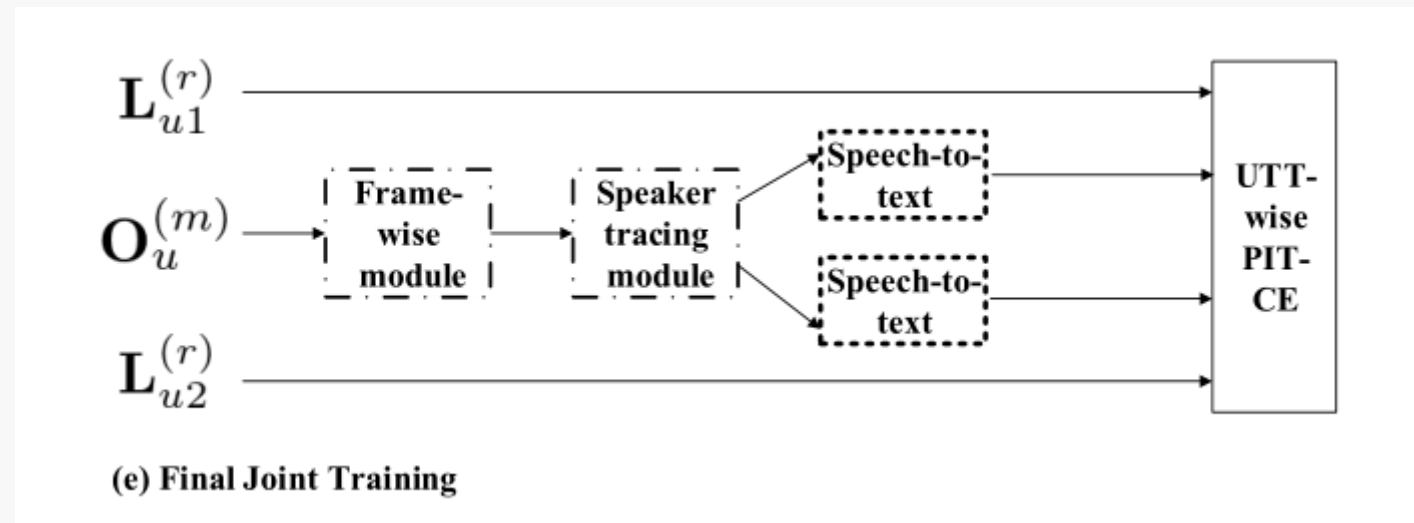 L_{u1}^{(r)}
Speech-to-
text
Frame-
wise
module
Speaker
tracing
module
O_u^{(m)}
UTT-
wise
PIT-
CE
Speech-to-
text
L_{u2}^{(r)}
(e) Final Joint Training